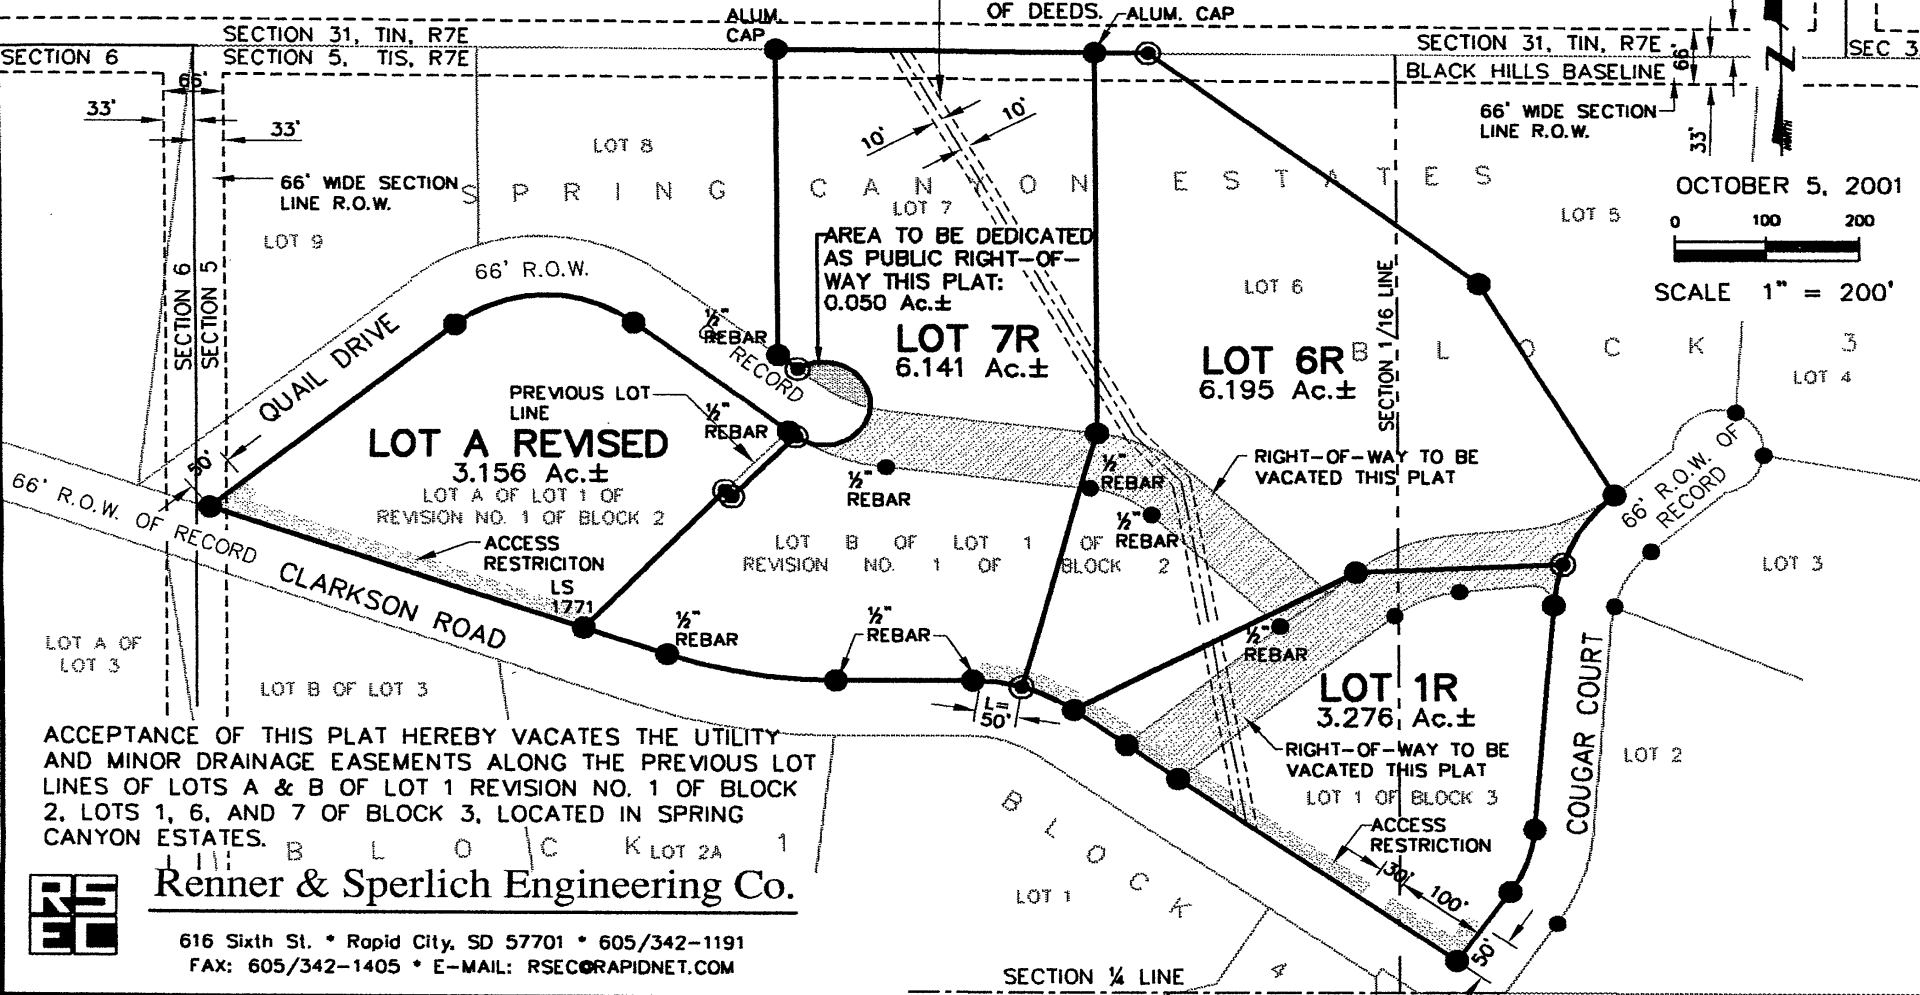 OF DEEDS.
ALUM. CAP
ALUM.
CAP
SECTION 6
SECTION 31, T1N, R7E
SECTION 5, T1S, R7E
SECTION 31, T1N, R7E
BLACK HILLS BASELINE
SEC 3
66'
66' WIDE SECTION
LINE R.O.W.
33'
NORTH
66'
33'
33'
66' WIDE SECTION
LINE R.O.W.
10'
10'
LOT 8
SPRING CANYON ESTATES
LOT 7
LOT 5
LOT 9
OCTOBER 5, 2001
0 100 200
SCALE 1" = 200'
AREA TO BE DEDICATED
AS PUBLIC RIGHT-OF-
WAY THIS PLAT:
0.050 Ac.±
66' R.O.W.
OF RECORD
SECTION 6
SECTION 5
LOT 6
SECTION 1/16 LINE
LOT 7R
6.141 Ac.±
LOT 6R
6.195 Ac.±
BLOCK 3
LOT 4
QUAIL DRIVE
½"
REBAR
PREVIOUS LOT
LINE
½"
REBAR
LOT A REVISED
3.156 Ac.±
LOT A OF LOT 1 OF
REVISION NO. 1 OF BLOCK 2
50'
66' R.O.W. OF RECORD
CLARKSON ROAD
ACCESS
RESTRICITON
LS
1771
½"
REBAR
½"
REBAR
½"
REBAR
RIGHT-OF-WAY TO BE
VACATED THIS PLAT
66' R.O.W. OF
RECORD
LOT B OF LOT 1 OF
REVISION NO. 1 OF BLOCK 2
LOT 3
½"
REBAR
½"
REBAR
½"
REBAR
LOT A OF
LOT 3
LOT B OF LOT 3
L=
50'
LOT 1R
3.276 Ac.±
RIGHT-OF-WAY TO BE
VACATED THIS PLAT
LOT 1 OF BLOCK 3
COUGAR COURT
LOT 2
ACCEPTANCE OF THIS PLAT HEREBY VACATES THE UTILITY
AND MINOR DRAINAGE EASEMENTS ALONG THE PREVIOUS LOT
LINES OF LOTS A & B OF LOT 1 REVISION NO. 1 OF BLOCK
2, LOTS 1, 6, AND 7 OF BLOCK 3, LOCATED IN SPRING
CANYON ESTATES.
BLOCK 1
LOT 2A
BLOCK 4
LOT 1
ACCESS
RESTRICTION
30'
100'
50'
RSEC
Renner & Sperlich Engineering Co.
616 Sixth St. * Rapid City, SD 57701 * 605/342-1191
FAX: 605/342-1405 * E-MAIL: RSEC@RAPIDNET.COM
SECTION ¼ LINE